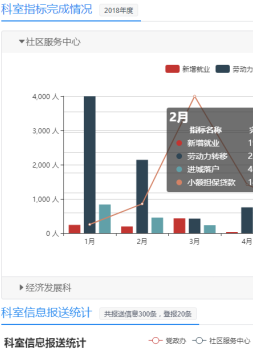 科室指标完成情况 2018年度
社区服务中心
新增就业 劳动力
4,000 人
3,000 人
2,000 人
1,000 人
0 人
1月 2月 3月 4月
2月
指标名称
新增就业 1
劳动力转移 2
进城落户 4
小额担保贷款 1
经济发展科
科室信息报送统计 共报送信息300条，登报20条
科室信息报送统计 党政办 社区服务中心